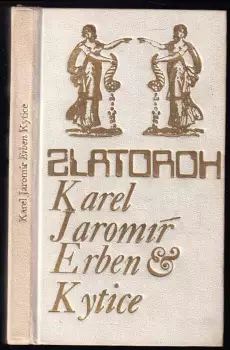 Karel Jaromír Erben Kytice
ZLATOROH
Karel
Jaromír
Erben &
Kytice